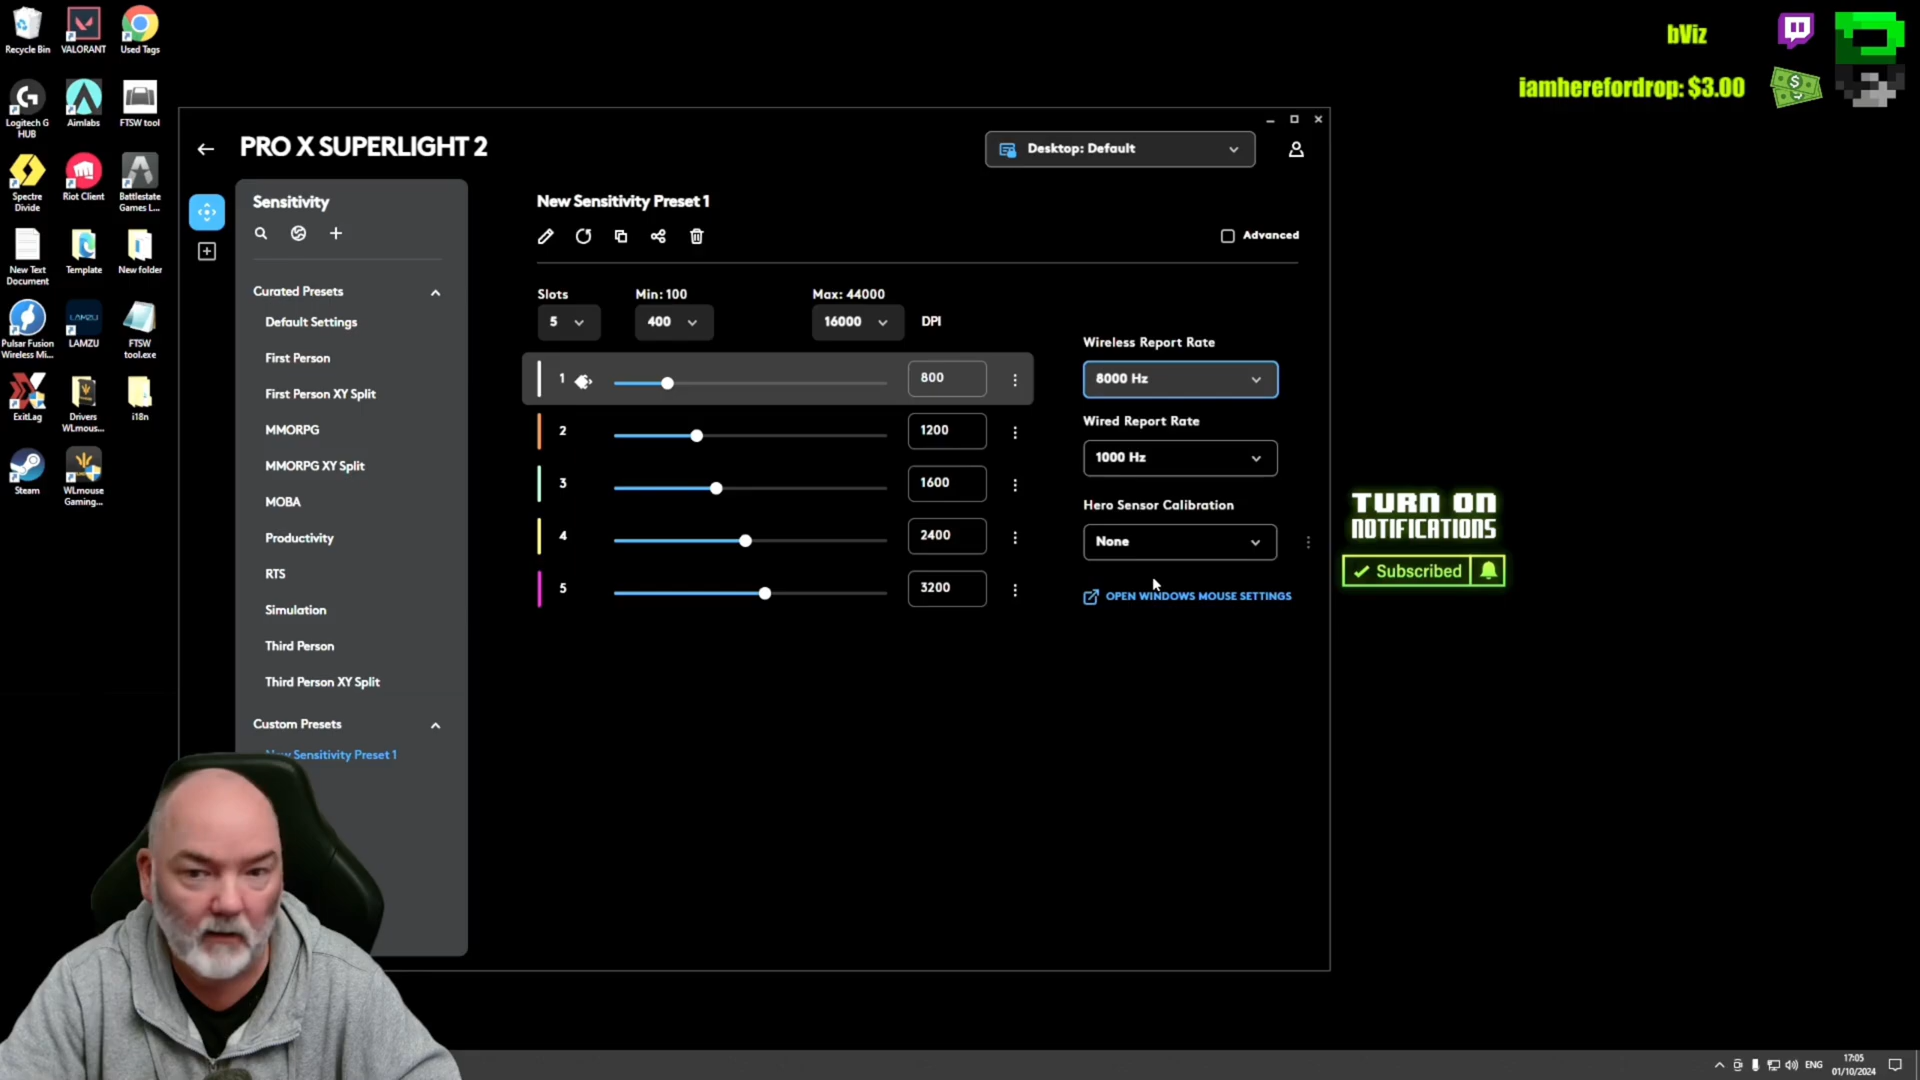 Recycle Bin
VALORANT
Used Tags
Logitech G HUB
Aimlabs
FTSW tool
Spectre Divide
Riot Client
Battlestate Games L...
New Text Document
Template
New folder
Pulsar Fusion Wireless Mi...
LAMZU
LAMZU
FTSW tool.exe
ExitLag
Drivers WLmous...
i18n
Steam
WLmouse Gaming...
bViz
iamherefordrop: $3.00
PRO X SUPERLIGHT 2
Desktop: Default
Sensitivity
Curated Presets
Default Settings
First Person
First Person XY Split
MMORPG
MMORPG XY Split
MOBA
Productivity
RTS
Simulation
Third Person
Third Person XY Split
Custom Presets
New Sensitivity Preset 1
New Sensitivity Preset 1
Advanced
Slots
Min: 100
Max: 44000
5
400
16000
DPI
1
800
2
1200
3
1600
4
2400
5
3200
Wireless Report Rate
8000 Hz
Wired Report Rate
1000 Hz
Hero Sensor Calibration
None
OPEN WINDOWS MOUSE SETTINGS
TURN ON
NOTIFICATIONS
Subscribed
ENG
17:05
01/10/2024